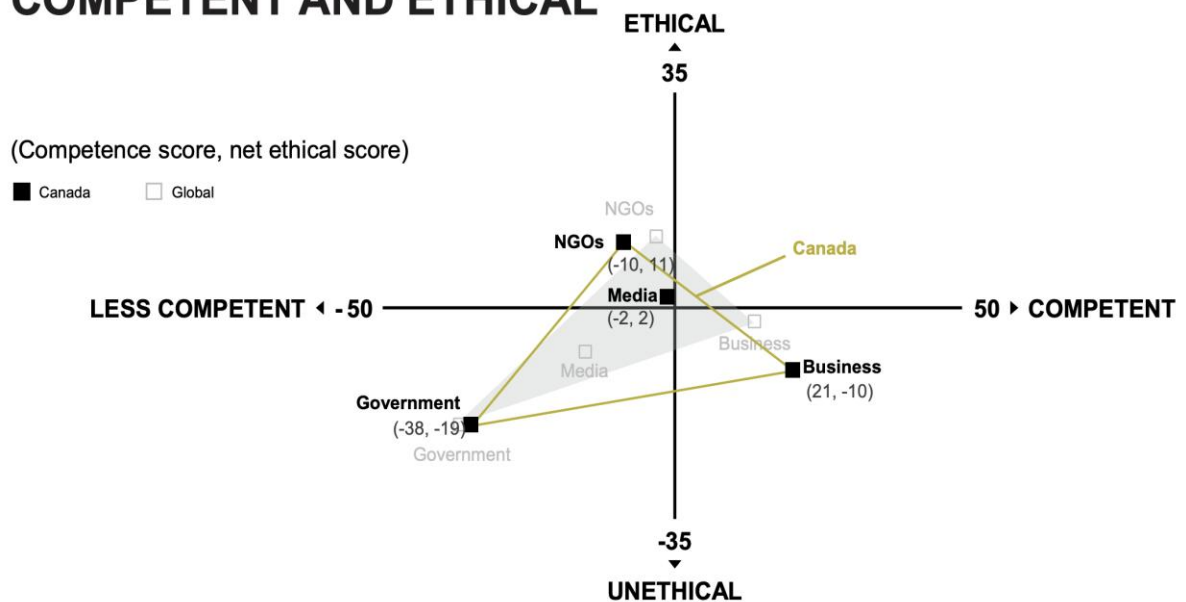 COMPETENT AND ETHICAL
ETHICAL
35
(Competence score, net ethical score)
Canada
Global
NGOs
NGOs
(-10, 11)
Canada
Media
(-2, 2)
LESS COMPETENT ◂ -50
50 ▸ COMPETENT
Business
Media
Business
(21, -10)
Government
(-38, -19)
Government
-35
UNETHICAL